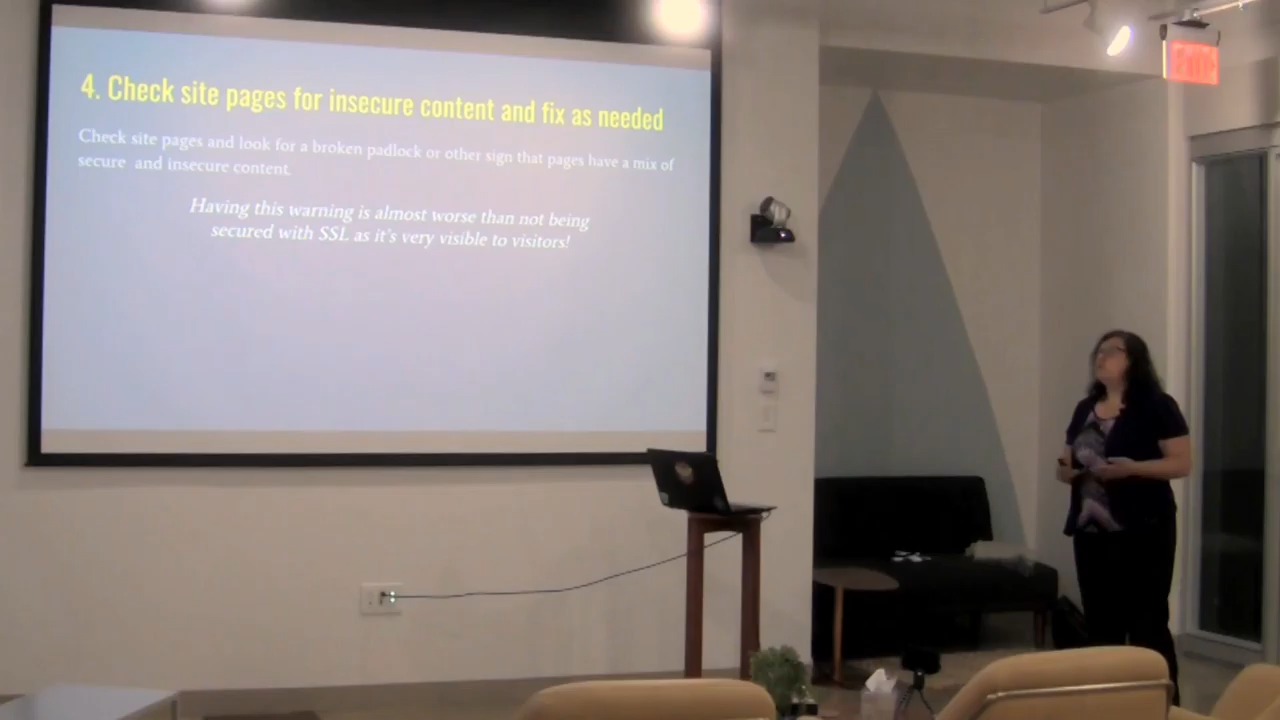 4. Check site pages for insecure content and fix as needed
Check site pages and look for a broken padlock or other sign that pages have a mix of
secure and insecure content.
Having this warning is almost worse than not being
secured with SSL as it's very visible to visitors!